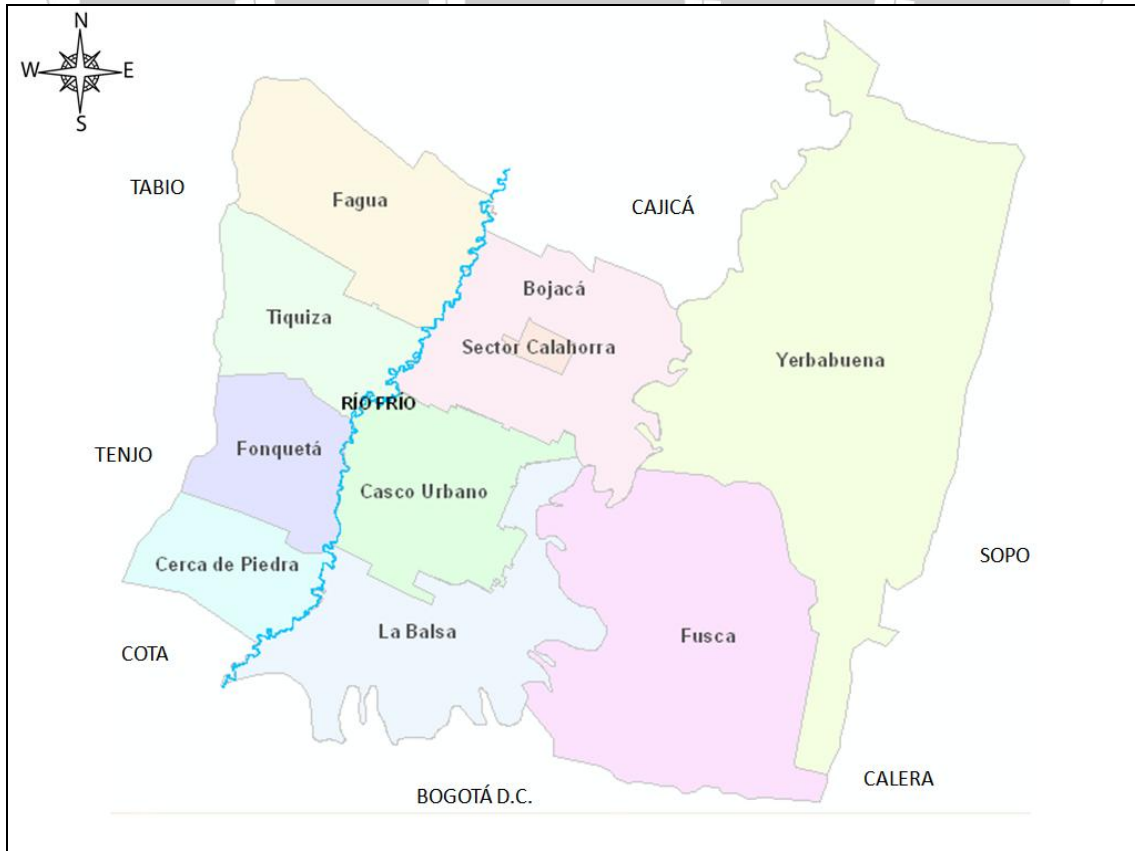 N
W E
S
TABIO
Fagua
CAJICÁ
Bojacá
Tiquiza
Sector Calahorra
Yerbabuena
RÍO FRÍO
TENJO
Fonquetá
Casco Urbano
Cerca de Piedra
SOPO
La Balsa
Fusca
COTA
CALERA
BOGOTÁ D.C.